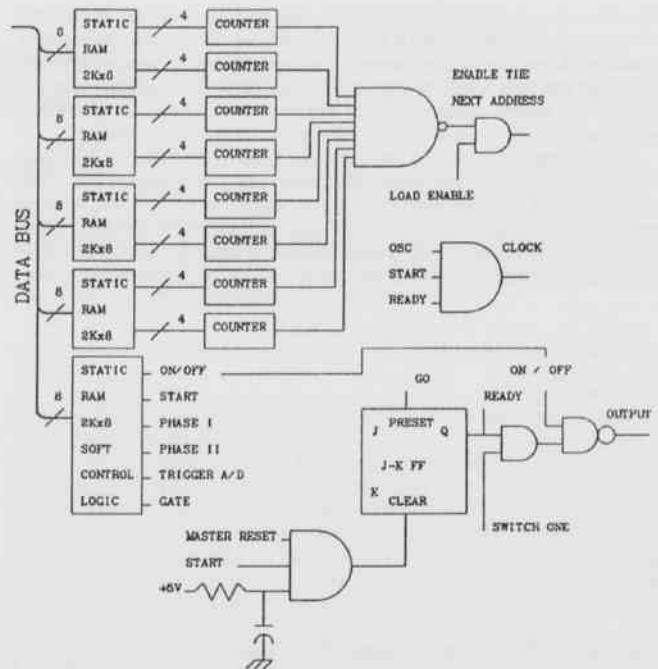 STATIC
RAM
2Kx8
4
COUNTER
4
COUNTER
8
STATIC
RAM
2Kx8
4
COUNTER
4
COUNTER
8
STATIC
RAM
2Kx8
4
COUNTER
4
COUNTER
8
STATIC
RAM
2Kx8
4
COUNTER
4
COUNTER
8
STATIC
RAM
2Kx8
SOFT
CONTROL
LOGIC
8
ON/OFF
START
PHASE I
PHASE II
TRIGGER A/D
GATE
DATA BUS
ENABLE THE
NEXT ADDRESS
LOAD ENABLE
OSC
START
READY
CLOCK
GO
PRESET
J
Q
J-K FF
K
CLEAR
READY
ON / OFF
OUTPUT
SWITCH ONE
MASTER RESET
START
+5V